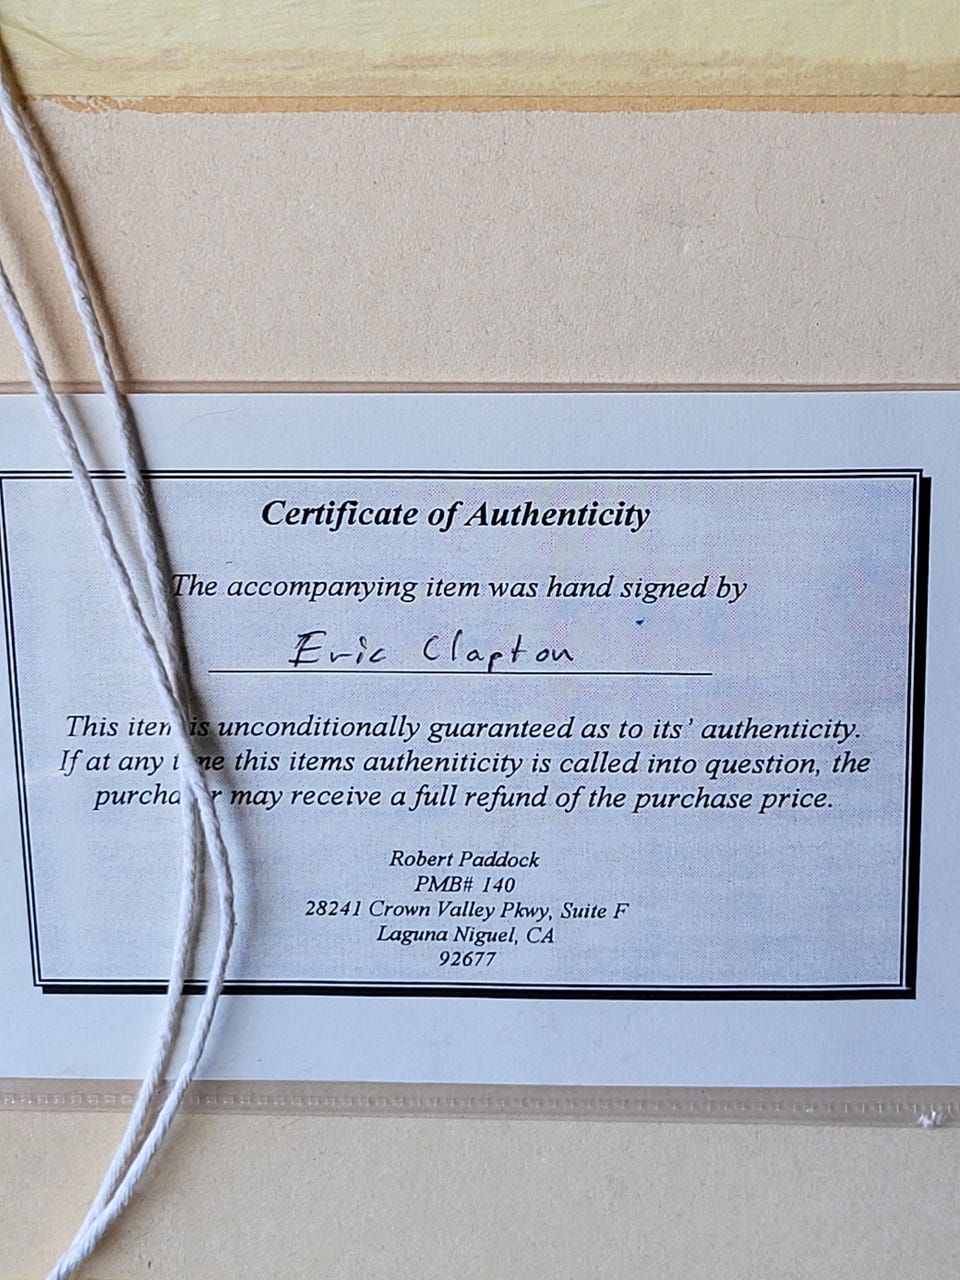 Certificate of Authenticity
The accompanying item was hand signed by
Eric Clapton
This item is unconditionally guaranteed as to its' authenticity.
If at any time this items autheniticity is called into question, the
purchaser may receive a full refund of the purchase price.
Robert Paddock
PMB# 140
28241 Crown Valley Pkwy, Suite F
Laguna Niguel, CA
92677